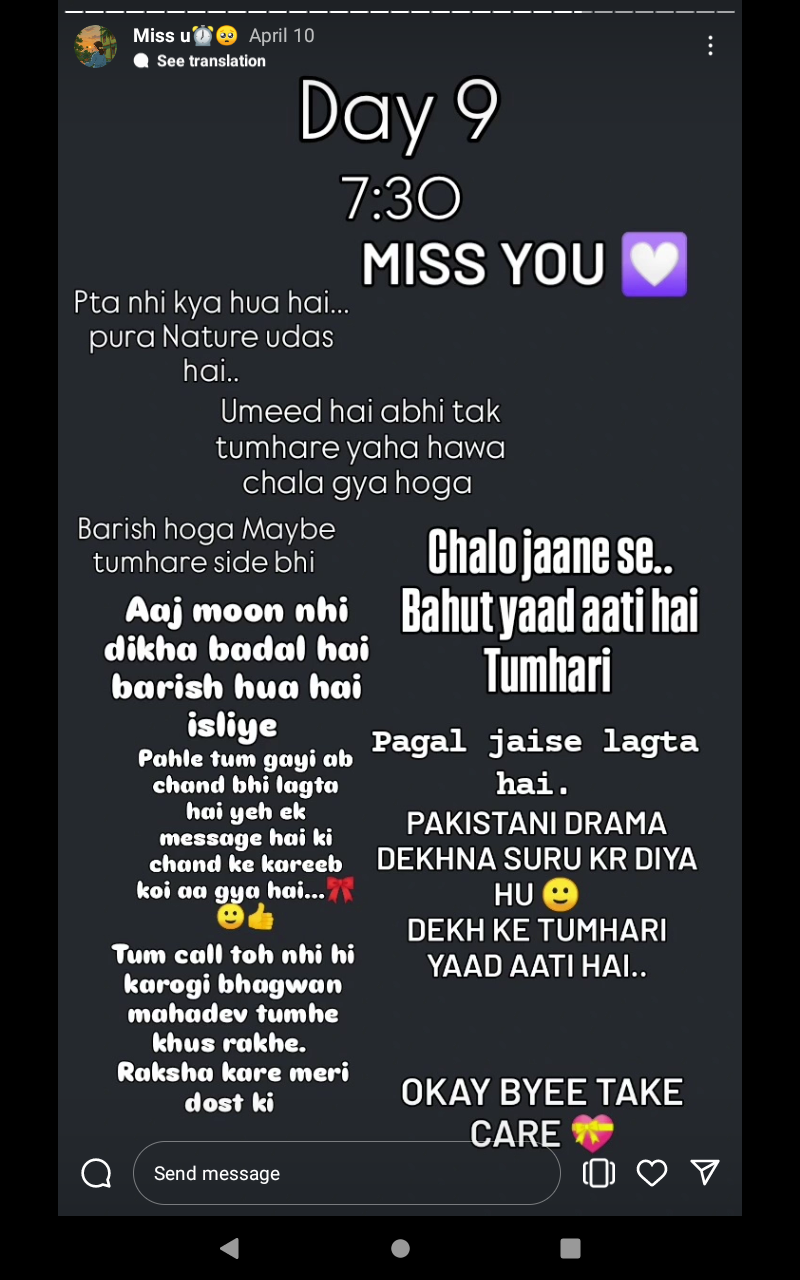 Miss u⏰🥺 April 10
See translation
Day 9
7:30
MISS YOU 💟
Pta nhi kya hua hai...
pura Nature udas
hai..
Umeed hai abhi tak
tumhare yaha hawa
chala gya hoga
Barish hoga Maybe
tumhare side bhi
Chalo jaane se..
Bahut yaad aati hai
Tumhari
Aaj moon nhi
dikha badal hai
barish hua hai
isliye
Pahle tum gayi ab
chand bhi lagta
hai yeh ek
message hai ki
chand ke kareeb
koi aa gya hai...🎀
🙂👍
Pagal jaise lagta
hai.
PAKISTANI DRAMA
DEKHNA SURU KR DIYA
HU 🙂
DEKH KE TUMHARI
YAAD AATI HAI..
Tum call toh nhi hi
karogi bhagwan
mahadev tumhe
khus rakhe.
Raksha kare meri
dost ki
OKAY BYEE TAKE
CARE 💝
Send message